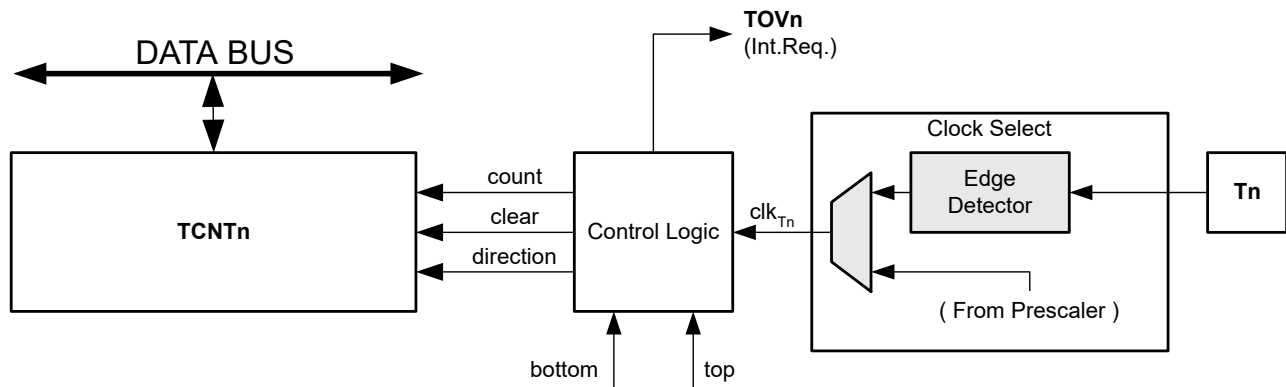 TOVn
(Int.Req.)
DATA BUS
Clock Select
count
clear
direction
TCNTn
Control Logic
clkTn
Edge
Detector
Tn
( From Prescaler )
bottom
top